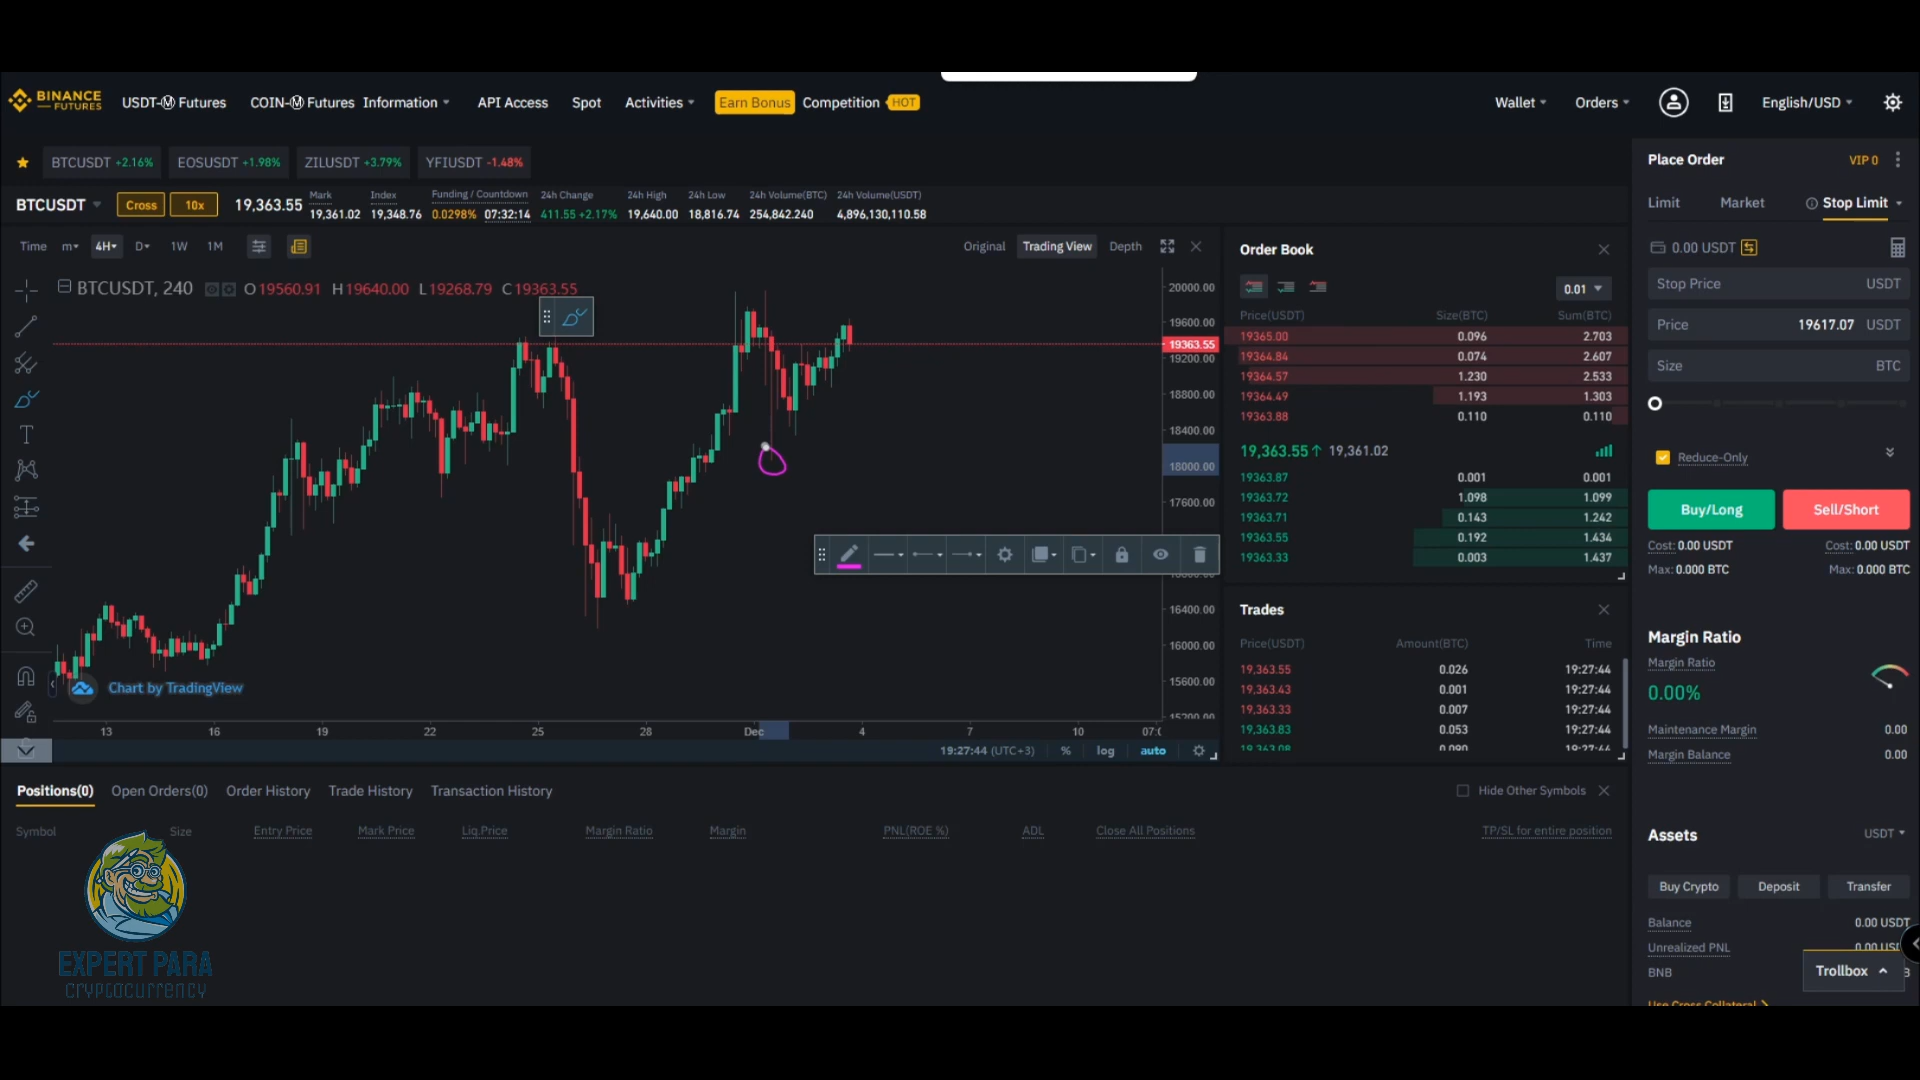 BINANCE
FUTURES
USDT-Ⓜ Futures
COIN-Ⓜ Futures
Information
API Access
Spot
Activities
Earn Bonus
Competition
HOT
Wallet
Orders
English/USD
BTCUSDT +2.16%
EOSUSDT +1.98%
ZILUSDT +3.79%
YFIUSDT -1.48%
BTCUSDT
Cross
10x
19,363.55
Mark
19,361.02
Index
19,348.76
Funding / Countdown
0.0298% 07:32:14
24h Change
411.55 +2.17%
24h High
19,640.00
24h Low
18,816.74
24h Volume(BTC)
254,842.240
24h Volume(USDT)
4,896,130,110.58
Time m 4H D 1W 1M
Original Trading View Depth
BTCUSDT, 240 O19560.91 H19640.00 L19268.79 C19363.55
20000.00
19600.00
19363.55
19200.00
18800.00
18400.00
18000.00
17600.00
16400.00
16000.00
15600.00
15200.00
Chart by TradingView
13 16 19 22 25 28 Dec 4 7 10
19:27:44 (UTC+3) % log auto
Order Book
0.01
Price(USDT) Size(BTC) Sum(BTC)
19365.00 0.096 2.703
19364.84 0.074 2.607
19364.57 1.230 2.533
19364.49 1.193 1.303
19363.88 0.110 0.110
19,363.55↑ 19,361.02
19363.87 0.001 0.001
19363.72 1.098 1.099
19363.71 0.143 1.242
19363.55 0.192 1.434
19363.33 0.003 1.437
Trades
Price(USDT) Amount(BTC) Time
19,363.55 0.026 19:27:44
19,363.43 0.001 19:27:44
19,363.33 0.007 19:27:44
19,363.83 0.053 19:27:44
19,363.08 0.090 19:27:44
Place Order
VIP 0
Limit Market Stop Limit
0.00 USDT
Stop Price USDT
Price 19617.07 USDT
Size BTC
Reduce-Only
Buy/Long Sell/Short
Cost: 0.00 USDT Cost: 0.00 USDT
Max: 0.000 BTC Max: 0.000 BTC
Margin Ratio
Margin Ratio
0.00%
Maintenance Margin 0.00
Margin Balance 0.00
Assets
USDT
Buy Crypto Deposit Transfer
Balance 0.00 USDT
Unrealized PNL 0.00
BNB
Trollbox
Use Cross Collateral
Positions(0) Open Orders(0) Order History Trade History Transaction History
Hide Other Symbols
Symbol Size Entry Price Mark Price Liq.Price Margin Ratio Margin PNL(ROE %) ADL Close All Positions TP/SL for entire position
EXPERT PARA
CRYPTOCURRENCY